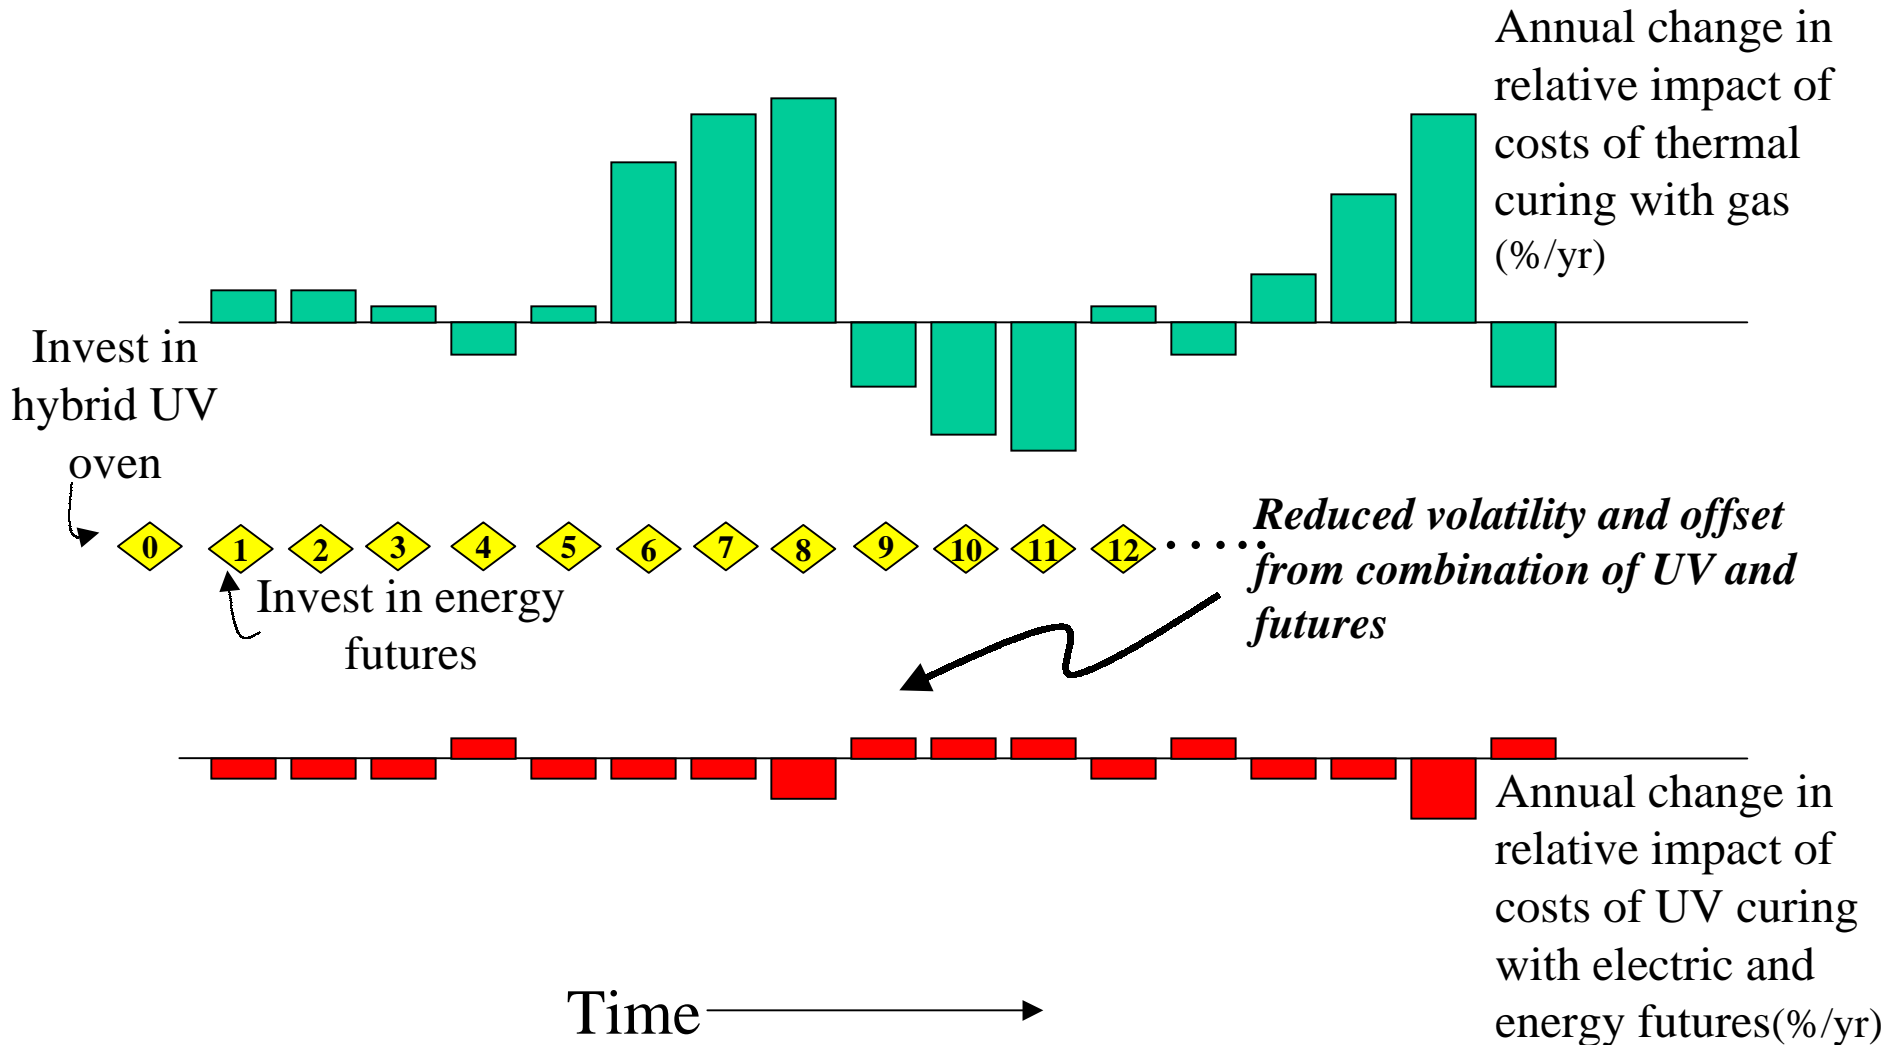 Annual change in
relative impact of
costs of thermal
curing with gas
(%/yr)
Invest in
hybrid UV
oven
0 1 2 3 4 5 6 7 8 9 10 11 12 ·····
Invest in energy
futures
Reduced volatility and offset
from combination of UV and
futures
Annual change in
relative impact of
costs of UV curing
with electric and
energy futures(%/yr)
Time